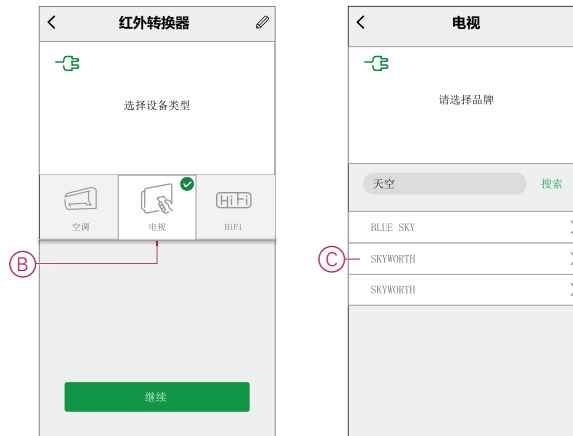 红外转换器
选择设备类型
空调
电视
HiFi
HiFi
B
继续
电视
请选择品牌
天空
搜索
BLUE SKY
C
SKYWORTH
SKYWORTH